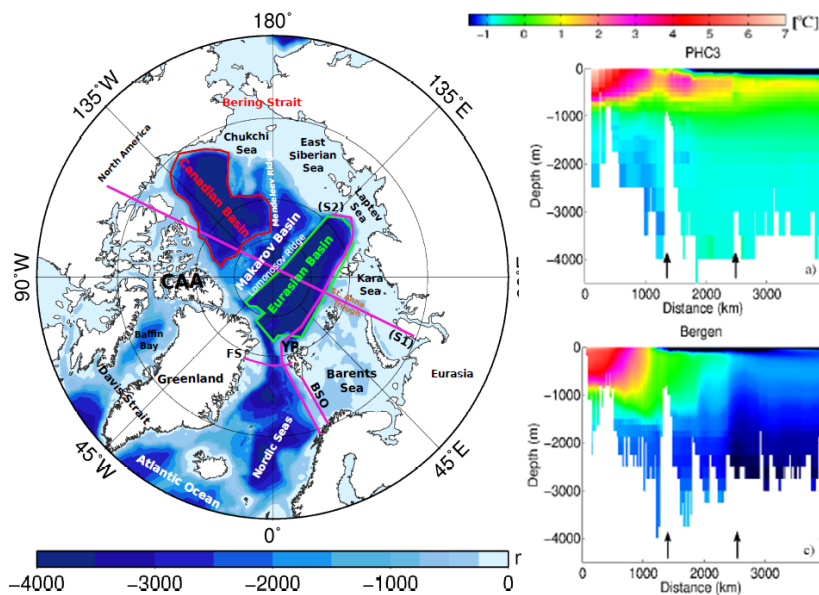 180°
135°W
135°E
90°W
45°W
45°E
0°
Bering Strait
North America
Chukchi
Sea
East
Siberian
Sea
Laptev
Sea
(S2)
Canadian Basin
Mendeleev Ridge
Makarov Basin
Lomonosov Ridge
Eurasian Basin
Kara
Sea
(S1)
CAA
Baffin
Bay
Davis Strait
Greenland
FS
YP
BSO
Barents
Sea
Eurasia
Nordic Seas
Atlantic Ocean
−4000 −3000 −2000 −1000 0
-1 0 1 2 3 4 5 6 7 [°C]
PHC3
Depth (m)
0
−1000
−2000
−3000
−4000
a)
0 1000 2000 3000
Distance (km)
Bergen
Depth (m)
0
−1000
−2000
−3000
−4000
c)
0 1000 2000 3000
Distance (km)